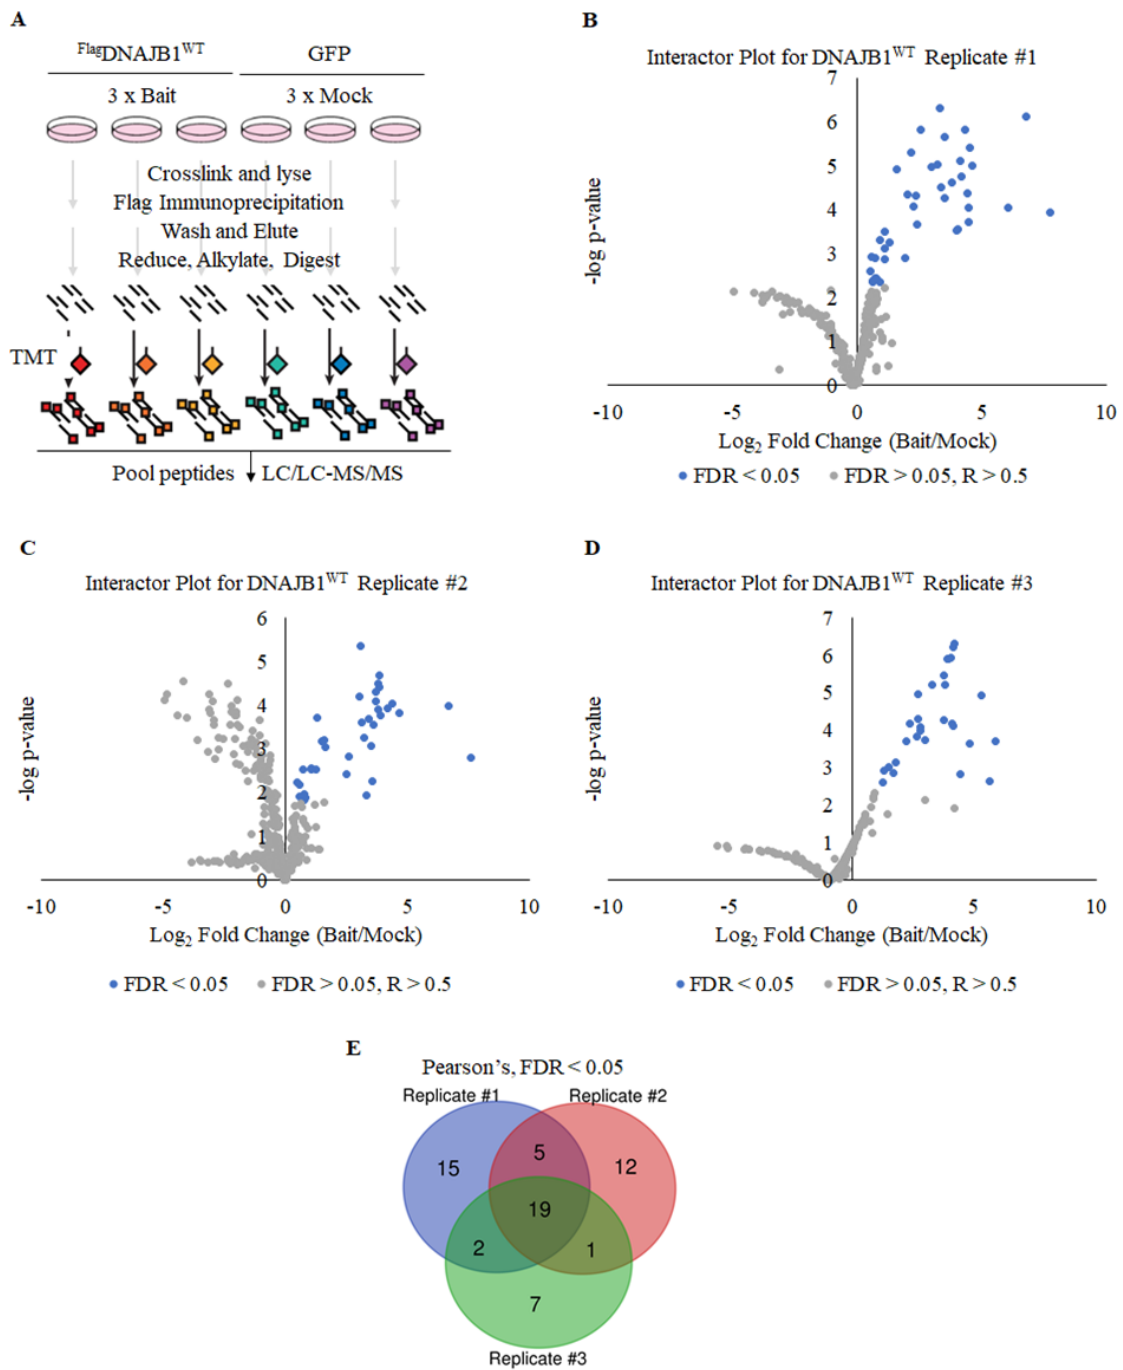 A
FlagDNAJB1WT
GFP
3 x Bait
3 x Mock
Crosslink and lyse
Flag Immunoprecipitation
Wash and Elute
Reduce, Alkylate, Digest
TMT
Pool peptides
LC/LC-MS/MS
B
Interactor Plot for DNAJB1WT Replicate #1
7
6
5
4
3
2
1
0
-log p-value
-10
-5
0
5
10
Log2 Fold Change (Bait/Mock)
FDR < 0.05
FDR > 0.05, R > 0.5
C
Interactor Plot for DNAJB1WT Replicate #2
6
5
4
3
2
1
0
-log p-value
-10
-5
0
5
10
Log2 Fold Change (Bait/Mock)
FDR < 0.05
FDR > 0.05, R > 0.5
D
Interactor Plot for DNAJB1WT Replicate #3
7
6
5
4
3
2
1
0
-log p-value
-10
-5
0
5
10
Log2 Fold Change (Bait/Mock)
FDR < 0.05
FDR > 0.05, R > 0.5
E
Pearson's, FDR < 0.05
Replicate #1
Replicate #2
15
5
12
19
2
1
7
Replicate #3